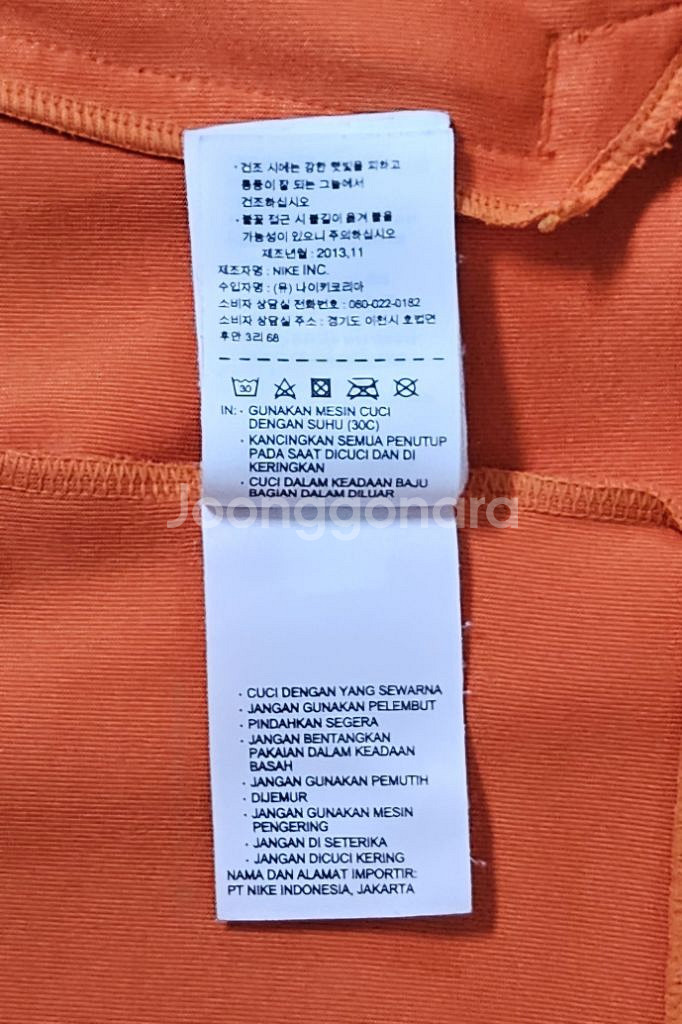 · 건조 시에는 강한 햇빛을 피하고
통풍이 잘 되는 그늘에서
건조하십시오
· 불꽃 접근 시 불길이 옮겨 붙을
가능성이 있으니 주의하십시오
제조년월 : 2013,11
제조자명 : NIKE INC.
수입자명 : (유) 나이키코리아
소비자 상담실 전화번호 : 080-022-0182
소비자 상담실 주소 : 경기도 이천시 호법면
후안 3리 68
30
IN: · GUNAKAN MESIN CUCI
DENGAN SUHU (30C)
· KANCINGKAN SEMUA PENUTUP
PADA SAAT DICUCI DAN DI
KERINGKAN
· CUCI DALAM KEADAAN BAJU
BAGIAN DALAM DILUAR
Joonggonara
· CUCI DENGAN YANG SEWARNA
· JANGAN GUNAKAN PELEMBUT
· PINDAHKAN SEGERA
· JANGAN BENTANGKAN
PAKAIAN DALAM KEADAAN
BASAH
· JANGAN GUNAKAN PEMUTIH
· DIJEMUR
· JANGAN GUNAKAN MESIN
PENGERING
· JANGAN DI SETERIKA
· JANGAN DICUCI KERING
NAMA DAN ALAMAT IMPORTIR:
PT NIKE INDONESIA, JAKARTA